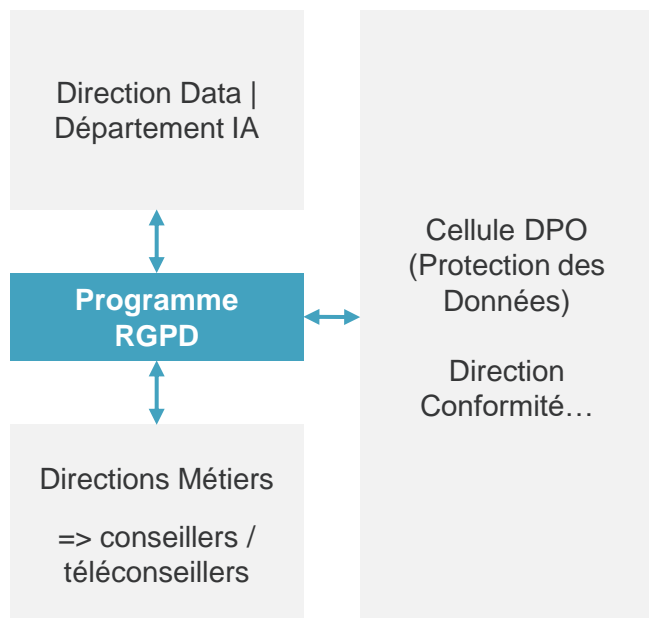 Direction Data |
Département IA
Programme
RGPD
Directions Métiers
=> conseillers /
téléconseillers
Cellule DPO
(Protection des
Données)
Direction
Conformité…